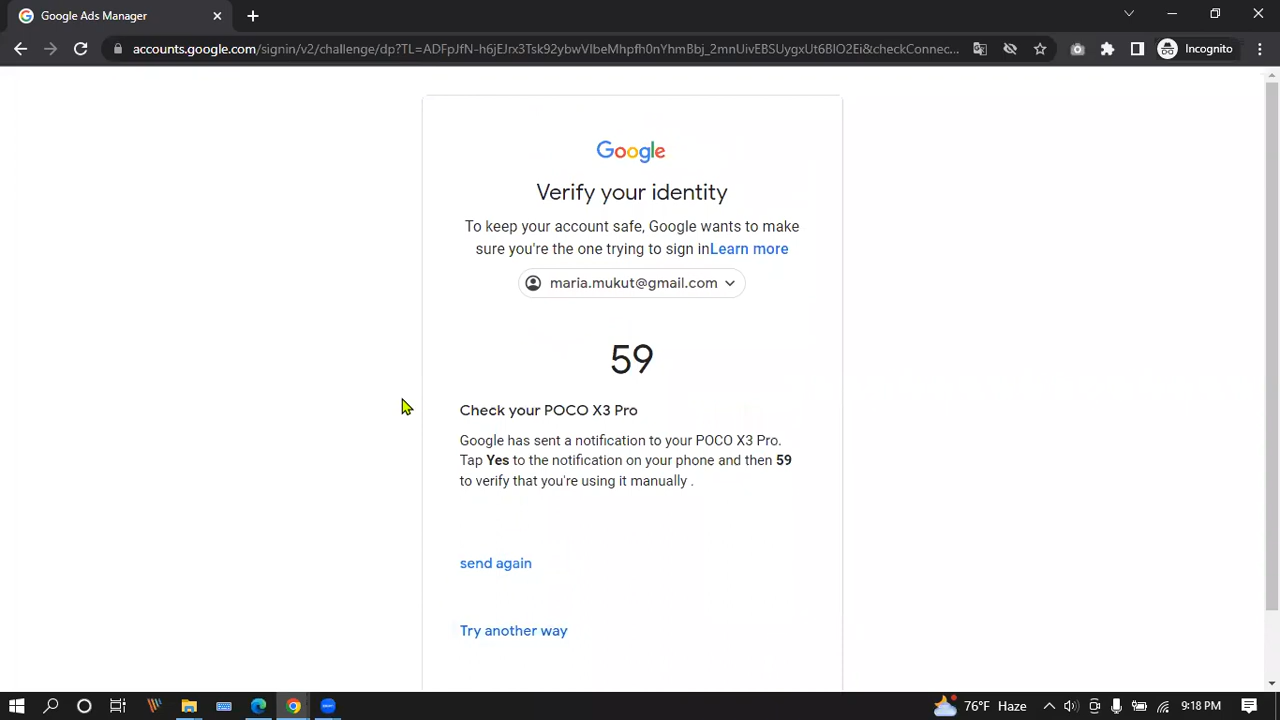 Google Ads Manager
accounts.google.com/signin/v2/challenge/dp?TL=ADFpJfN-h6jEJrx3Tsk92ybwVIbeMhpfh0nYhmBbj_2mnUivEBSUygxUt6BIO2Ei&checkConnec...
Incognito
Google
Verify your identity
To keep your account safe, Google wants to make
sure you're the one trying to sign inLearn more
maria.mukut@gmail.com
59
Check your POCO X3 Pro
Google has sent a notification to your POCO X3 Pro.
Tap Yes to the notification on your phone and then 59
to verify that you're using it manually .
send again
Try another way
76°F Haze
9:18 PM